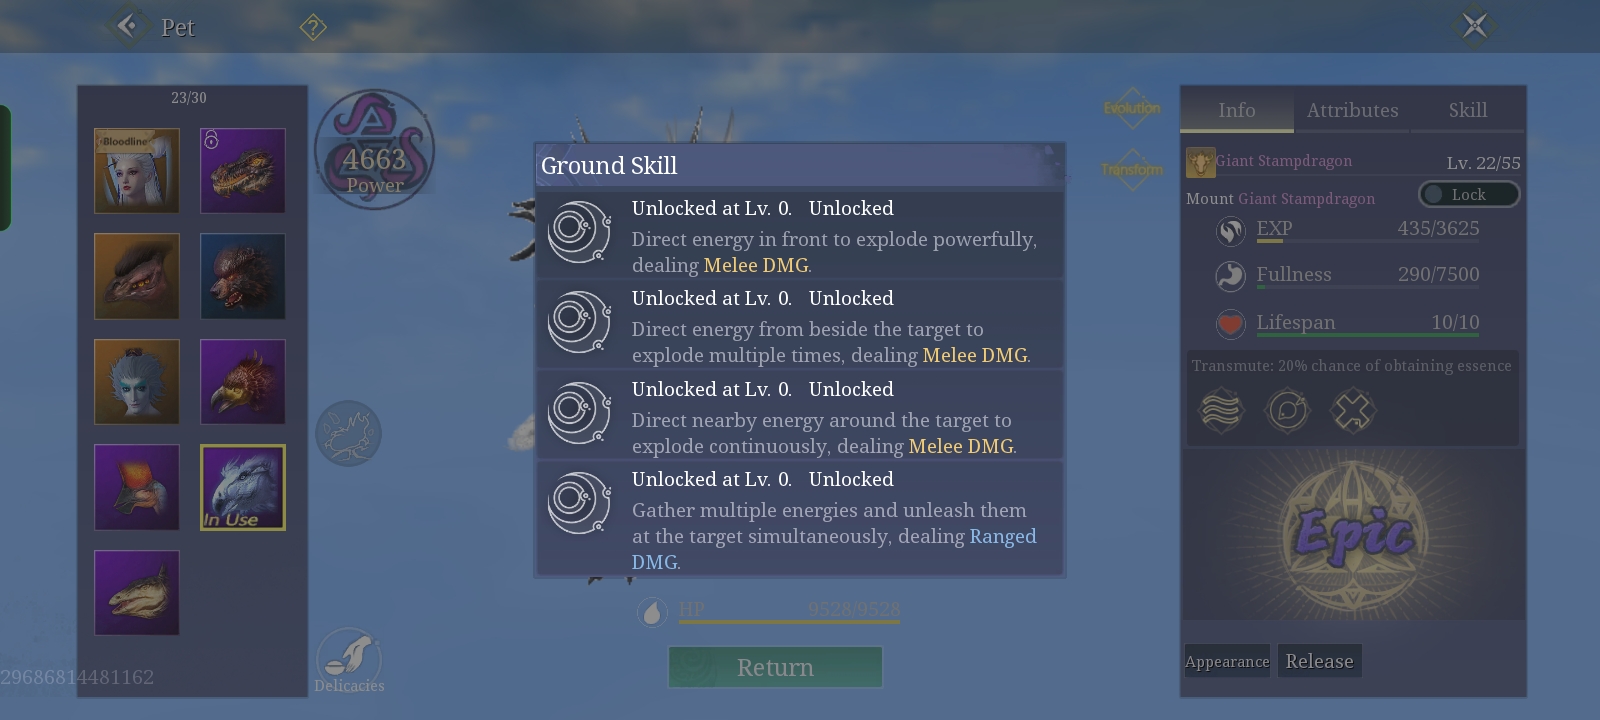 Pet
?
23/30
Bloodline
4663
Power
In Use
29686814481162
Delicacies
Ground Skill
Unlocked at Lv. 0. Unlocked
Direct energy in front to explode powerfully,
dealing Melee DMG.
Unlocked at Lv. 0. Unlocked
Direct energy from beside the target to
explode multiple times, dealing Melee DMG.
Unlocked at Lv. 0. Unlocked
Direct nearby energy around the target to
explode continuously, dealing Melee DMG.
Unlocked at Lv. 0. Unlocked
Gather multiple energies and unleash them
at the target simultaneously, dealing Ranged
DMG.
HP 9528/9528
Return
Evolution
Transform
Info Attributes Skill
Giant Stampdragon Lv. 22/55
Mount Giant Stampdragon Lock
EXP 435/3625
Fullness 290/7500
Lifespan 10/10
Transmute: 20% chance of obtaining essence
Epic
Appearance Release